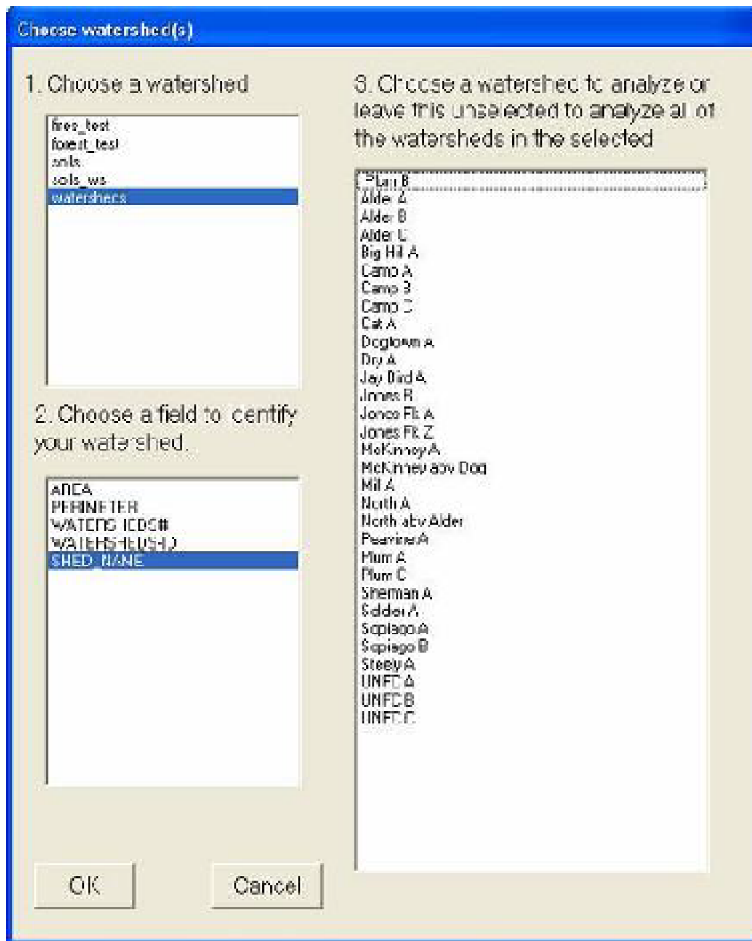 Choose watershed(s)
1. Choose a watershed
fires_test
forest_test
soils
soils_ws
watersheds
2. Choose a field to identify
your watershed.
AREA
PERIMETER
WATERSHEDS#
WATERSHEDS-ID
SHED_NAME
OK
Cancel
3. Choose a watershed to analyze or
leave this unselected to analyze all of
the watersheds in the selected
B
Alder A
Alder B
Alder C
Big Hill A
Camp A
Camp B
Camp C
Cat A
Dogtown A
Dry A
Jay Bird A
Jones B
Jones Fk A
Jones Fk Z
McKinney A
McKinney abv Dog
Mill A
North A
North abv Alder
Peavine A
Plum A
Plum C
Sherman A
Soldier A
Sopiago A
Sopiago B
Steely A
UNFC A
UNFC B
UNFC C